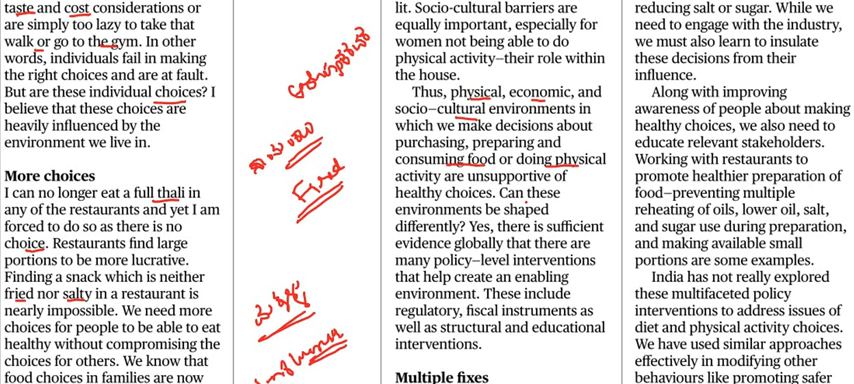 taste and cost considerations or
are simply too lazy to take that
walk or go to the gym. In other
words, individuals fail in making
the right choices and are at fault.
But are these individual choices? I
believe that these choices are
heavily influenced by the
environment we live in.
More choices
I can no longer eat a full thali in
any of the restaurants and yet I am
forced to do so as there is no
choice. Restaurants find large
portions to be more lucrative.
Finding a snack which is neither
fried nor salty in a restaurant is
nearly impossible. We need more
choices for people to be able to eat
healthy without compromising the
choices for others. We know that
food choices in families are now
Fried
lit. Socio-cultural barriers are
equally important, especially for
women not being able to do
physical activity–their role within
the house.
Thus, physical, economic, and
socio–cultural environments in
which we make decisions about
purchasing, preparing and
consuming food or doing physical
activity are unsupportive of
healthy choices. Can these
environments be shaped
differently? Yes, there is sufficient
evidence globally that there are
many policy–level interventions
that help create an enabling
environment. These include
regulatory, fiscal instruments as
well as structural and educational
interventions.
Multiple fixes
reducing salt or sugar. While we
need to engage with the industry,
we must also learn to insulate
these decisions from their
influence.
Along with improving
awareness of people about making
healthy choices, we also need to
educate relevant stakeholders.
Working with restaurants to
promote healthier preparation of
food–preventing multiple
reheating of oils, lower oil, salt,
and sugar use during preparation,
and making available small
portions are some examples.
India has not really explored
these multifaceted policy
interventions to address issues of
diet and physical activity choices.
We have used similar approaches
effectively in modifying other
behaviours like promoting safer